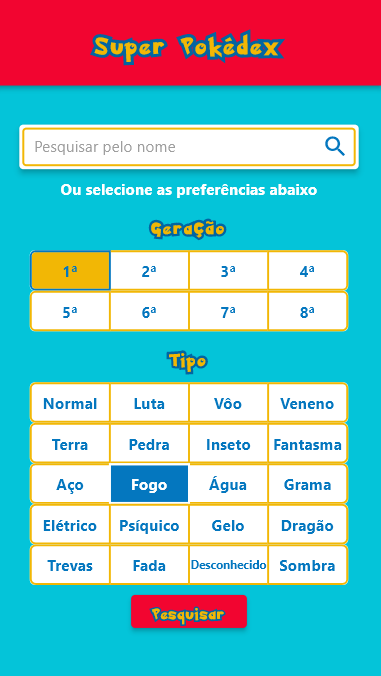 Super Pokédex
Pesquisar pelo nome
Ou selecione as preferências abaixo
Geração
1ª 2ª 3ª 4ª
5ª 6ª 7ª 8ª
Tipo
Normal Luta Vôo Veneno
Terra Pedra Inseto Fantasma
Aço Fogo Água Grama
Elétrico Psíquico Gelo Dragão
Trevas Fada Desconhecido Sombra
Pesquisar